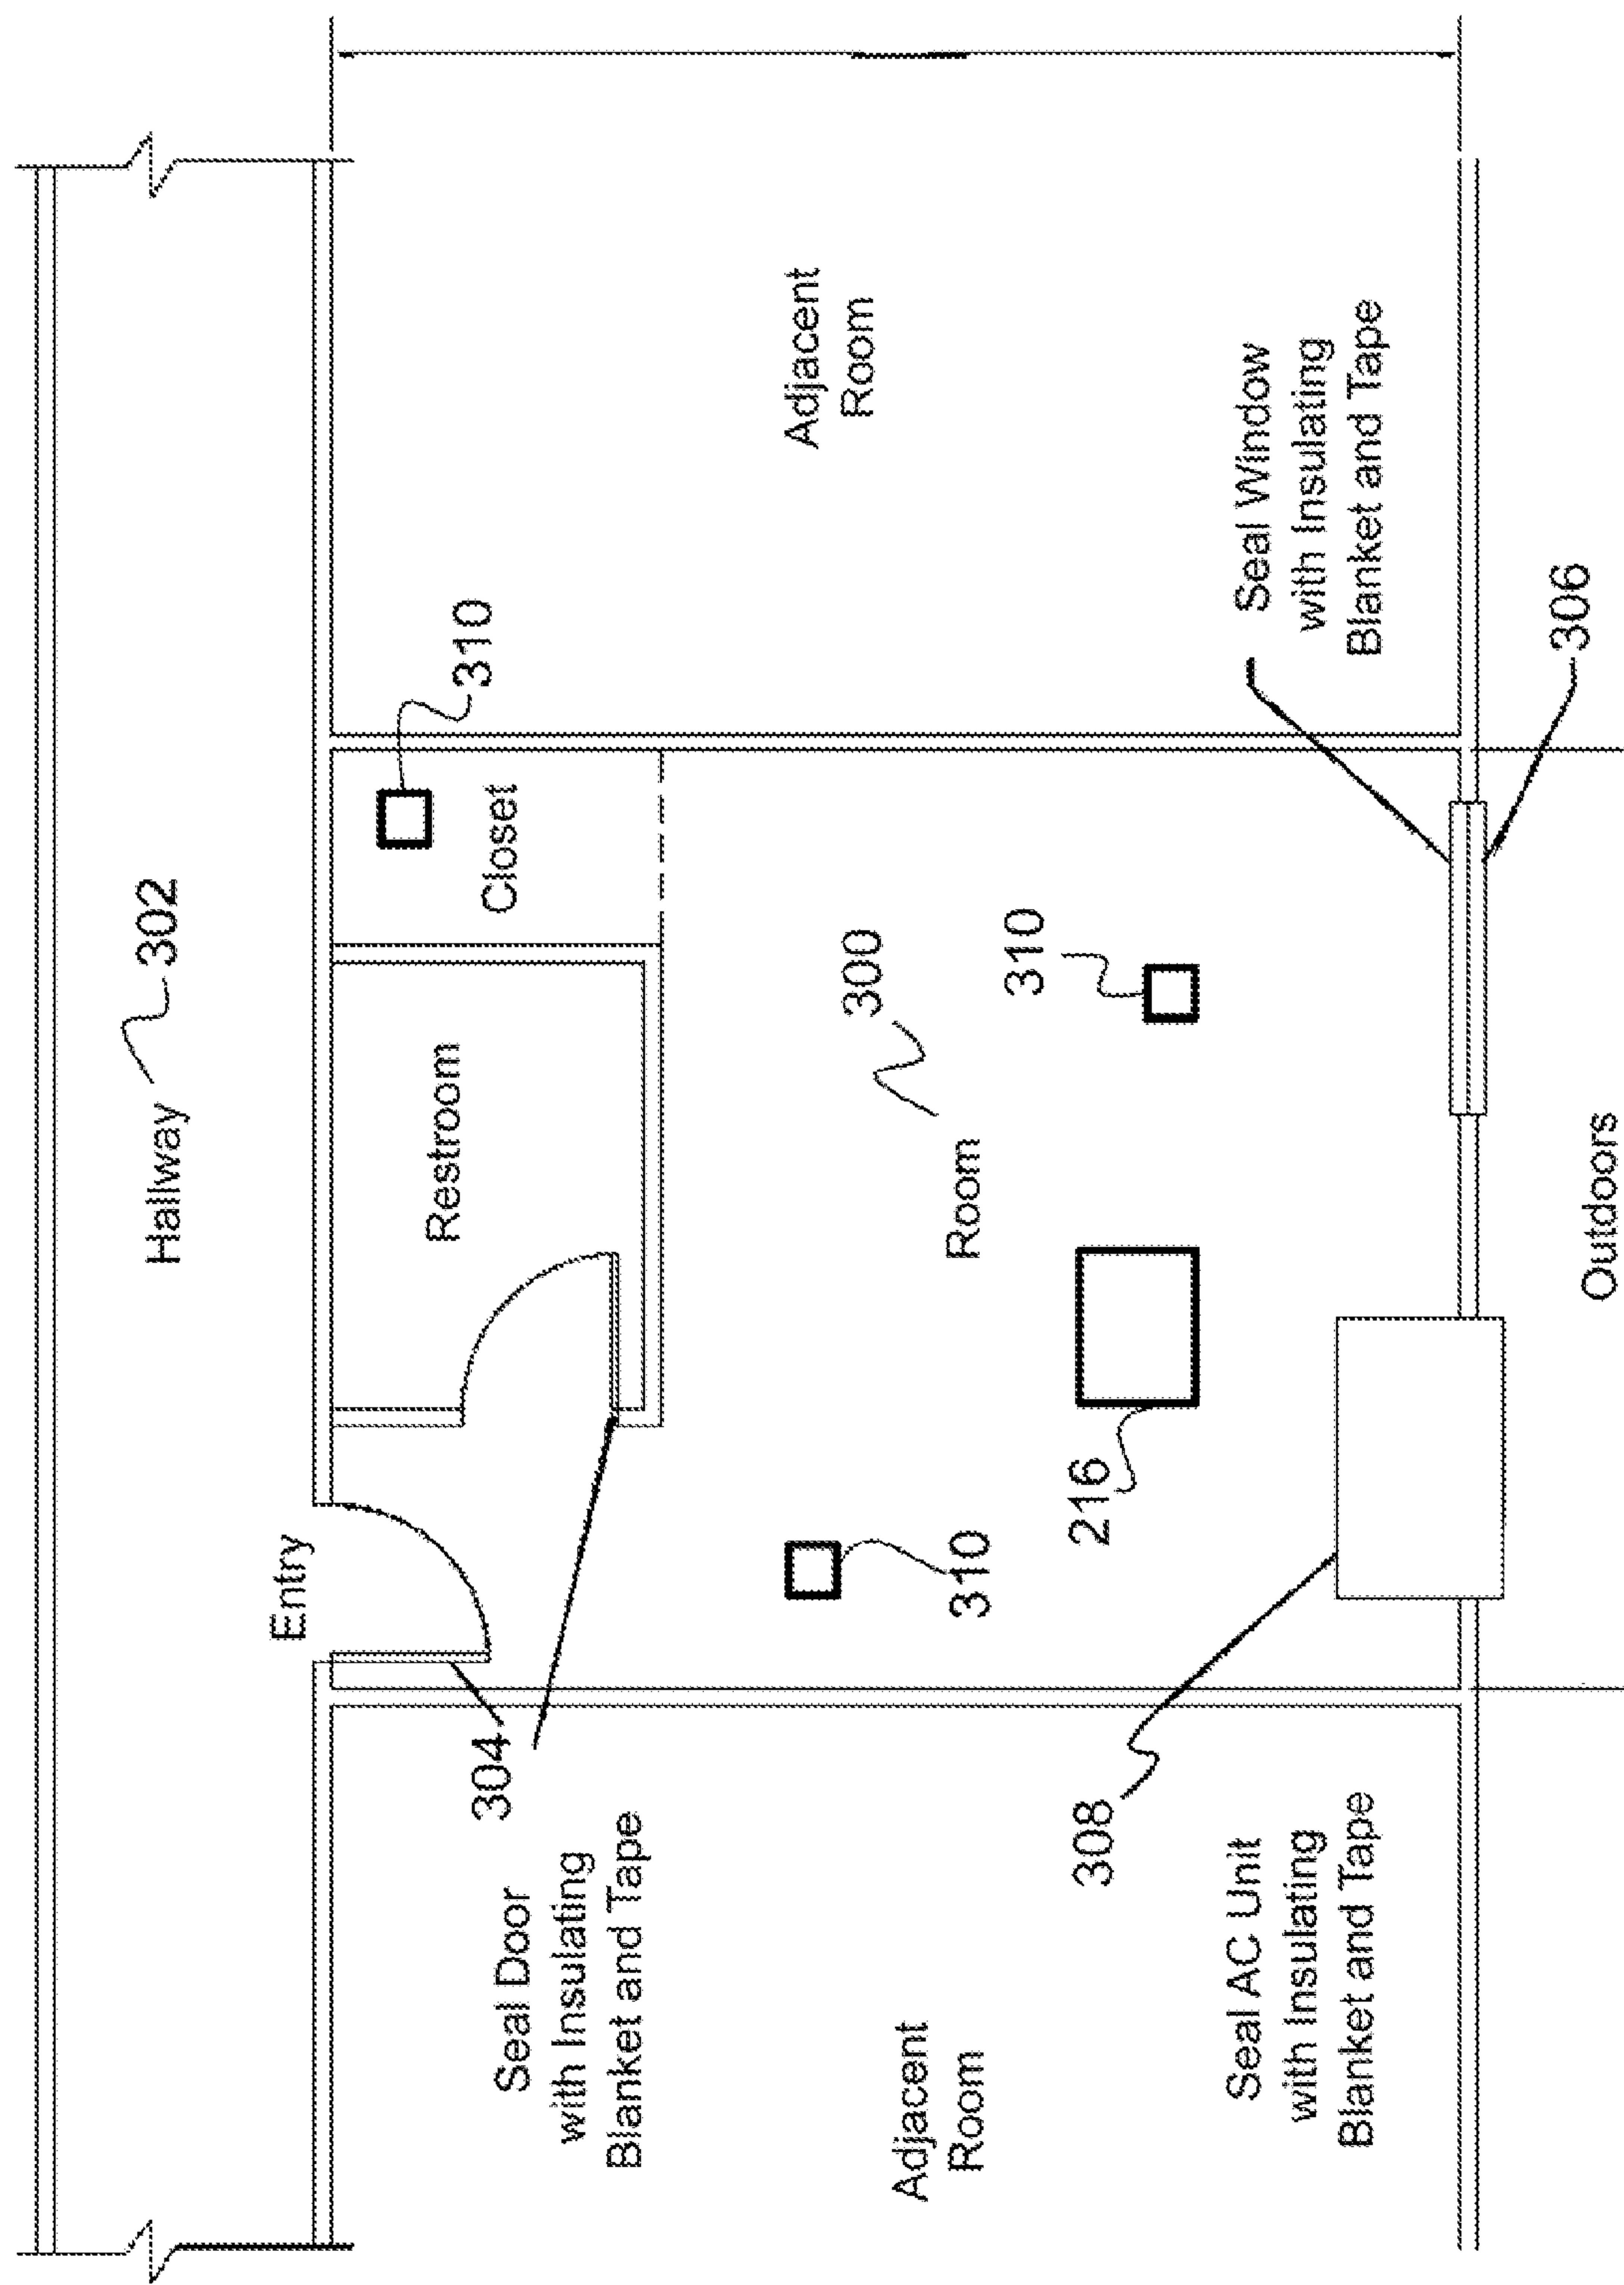 Hallway
302
Entry
Restroom
Closet
310
304
Seal Door
with Insulating
Blanket and Tape
310
Room
300
310
216
Adjacent
Room
Adjacent
Room
308
Seal AC Unit
with Insulating
Blanket and Tape
Seal Window
with Insulating
Blanket and Tape
306
Outdoors